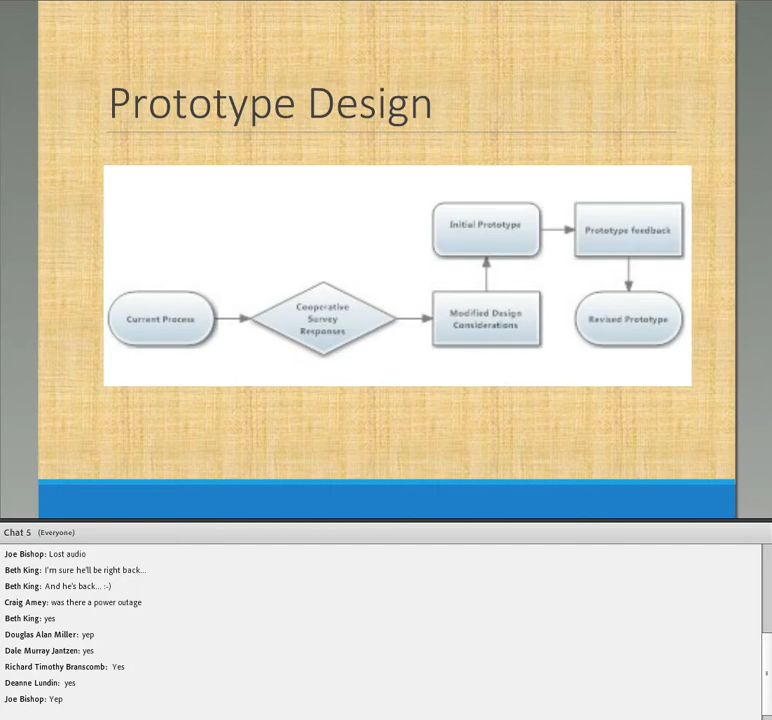 Prototype Design
Initial Prototype
Prototype feedback
Current Process
Cooperative
Survey
Responses
Modified Design
Considerations
Revised Prototype
Chat 5 (Everyone)
Joe Bishop: Lost audio
Beth King: I'm sure he'll be right back...
Beth King: And he's back... :-)
Craig Amey: was there a power outage
Beth King: yes
Douglas Alan Miller: yep
Dale Murray Jantzen: yes
Richard Timothy Branscomb: Yes
Deanne Lundin: yes
Joe Bishop: Yep